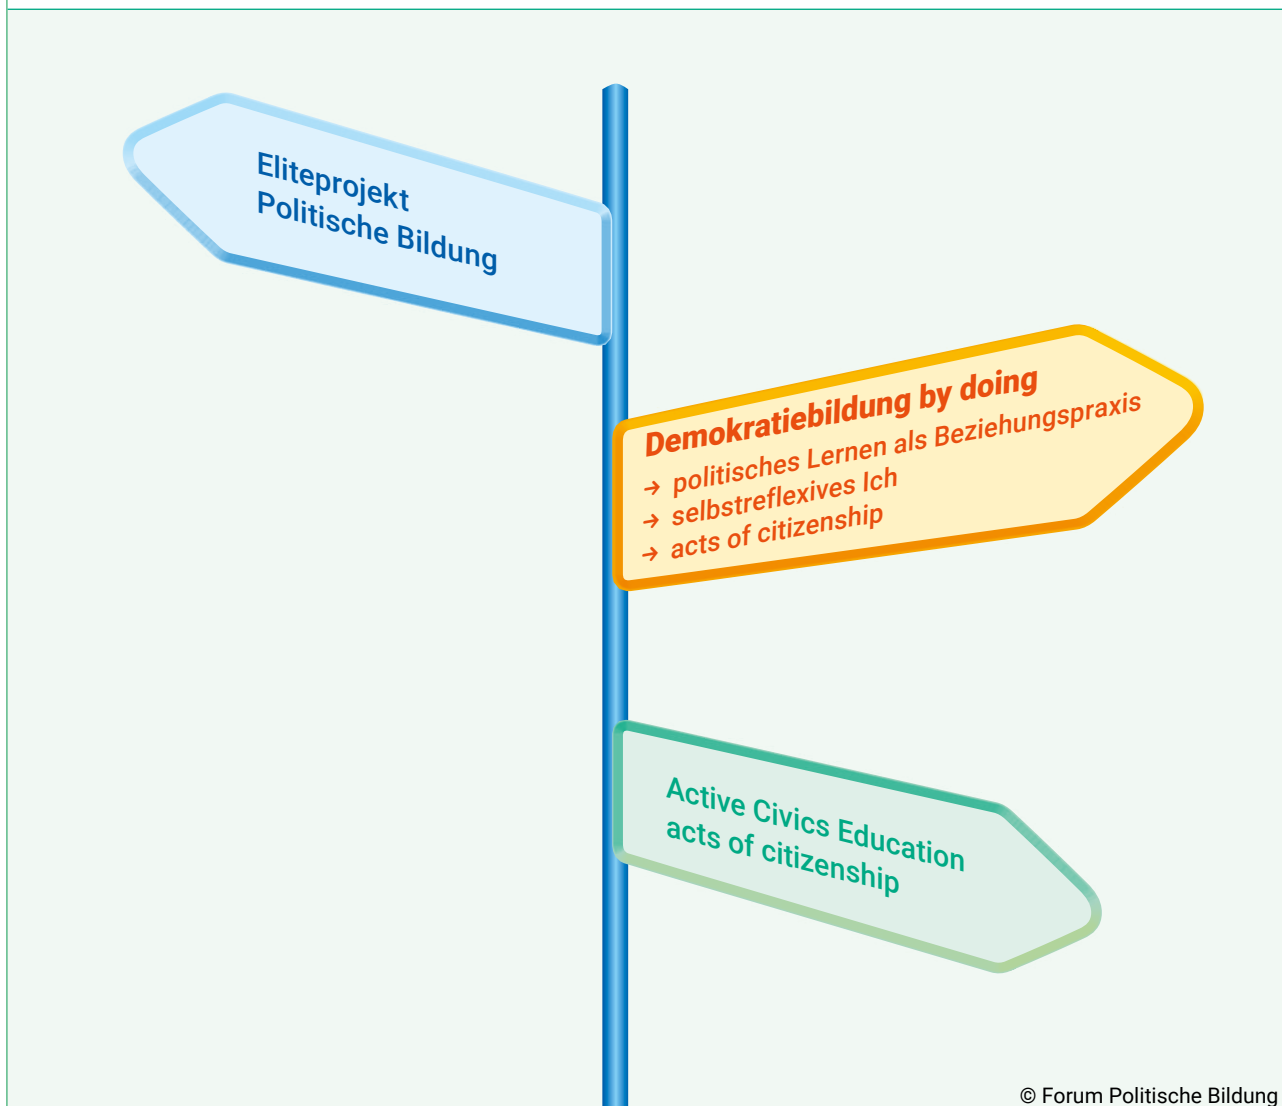 Eliteprojekt
Politische Bildung
Demokratiebildung by doing
→ politisches Lernen als Beziehungspraxis
→ selbstreflexives Ich
→ acts of citizenship
Active Civics Education
acts of citizenship
© Forum Politische Bildung